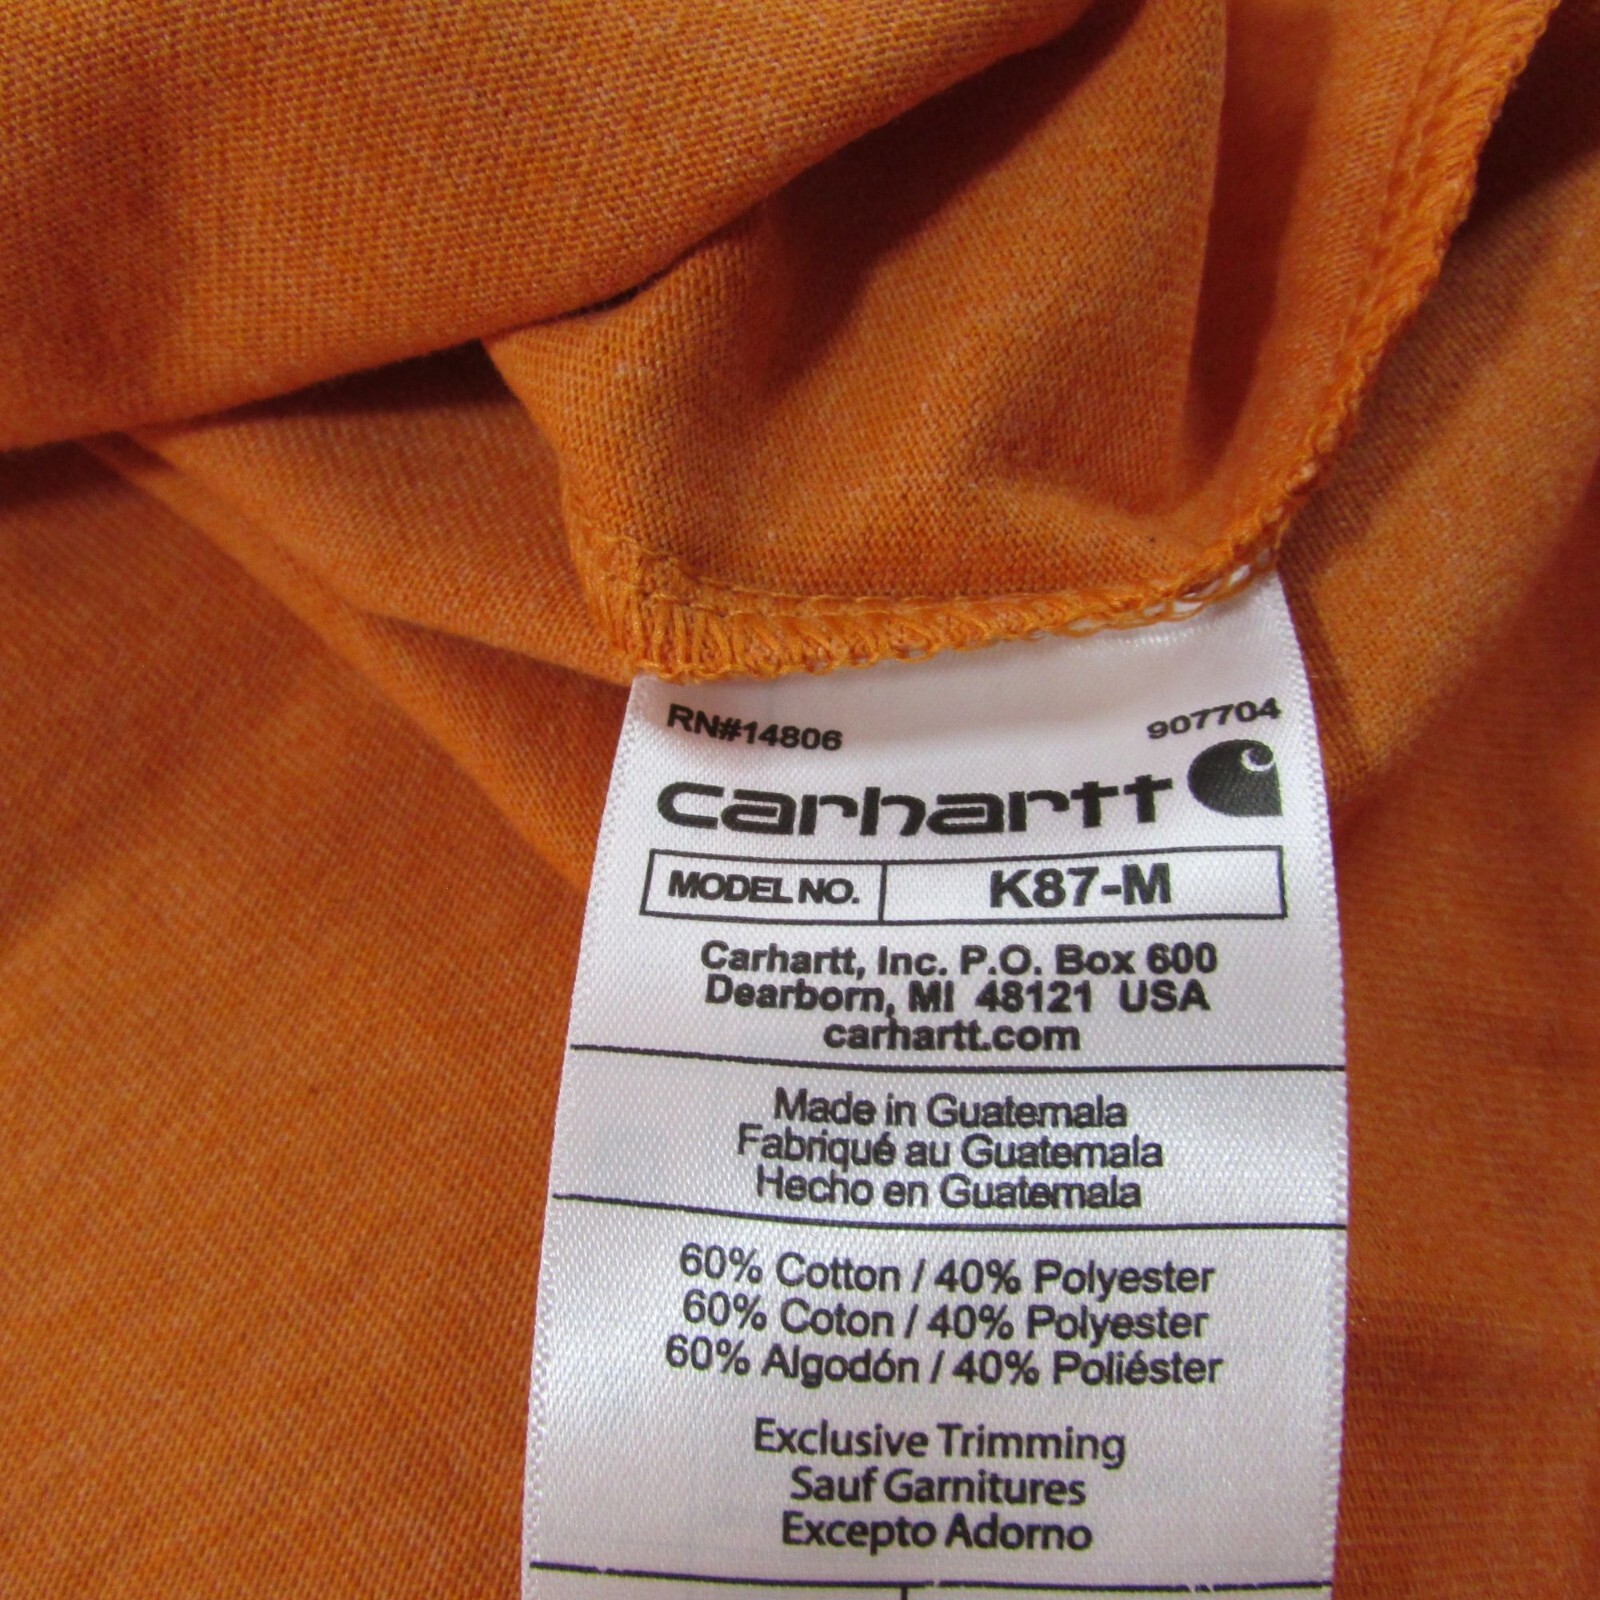 RN#14806 907704
carhartt
MODEL NO. K87-M
Carhartt, Inc. P.O. Box 600
Dearborn, MI 48121 USA
carhartt.com
Made in Guatemala
Fabriqué au Guatemala
Hecho en Guatemala
60% Cotton / 40% Polyester
60% Coton / 40% Polyester
60% Algodón / 40% Poliéster
Exclusive Trimming
Sauf Garnitures
Excepto Adorno